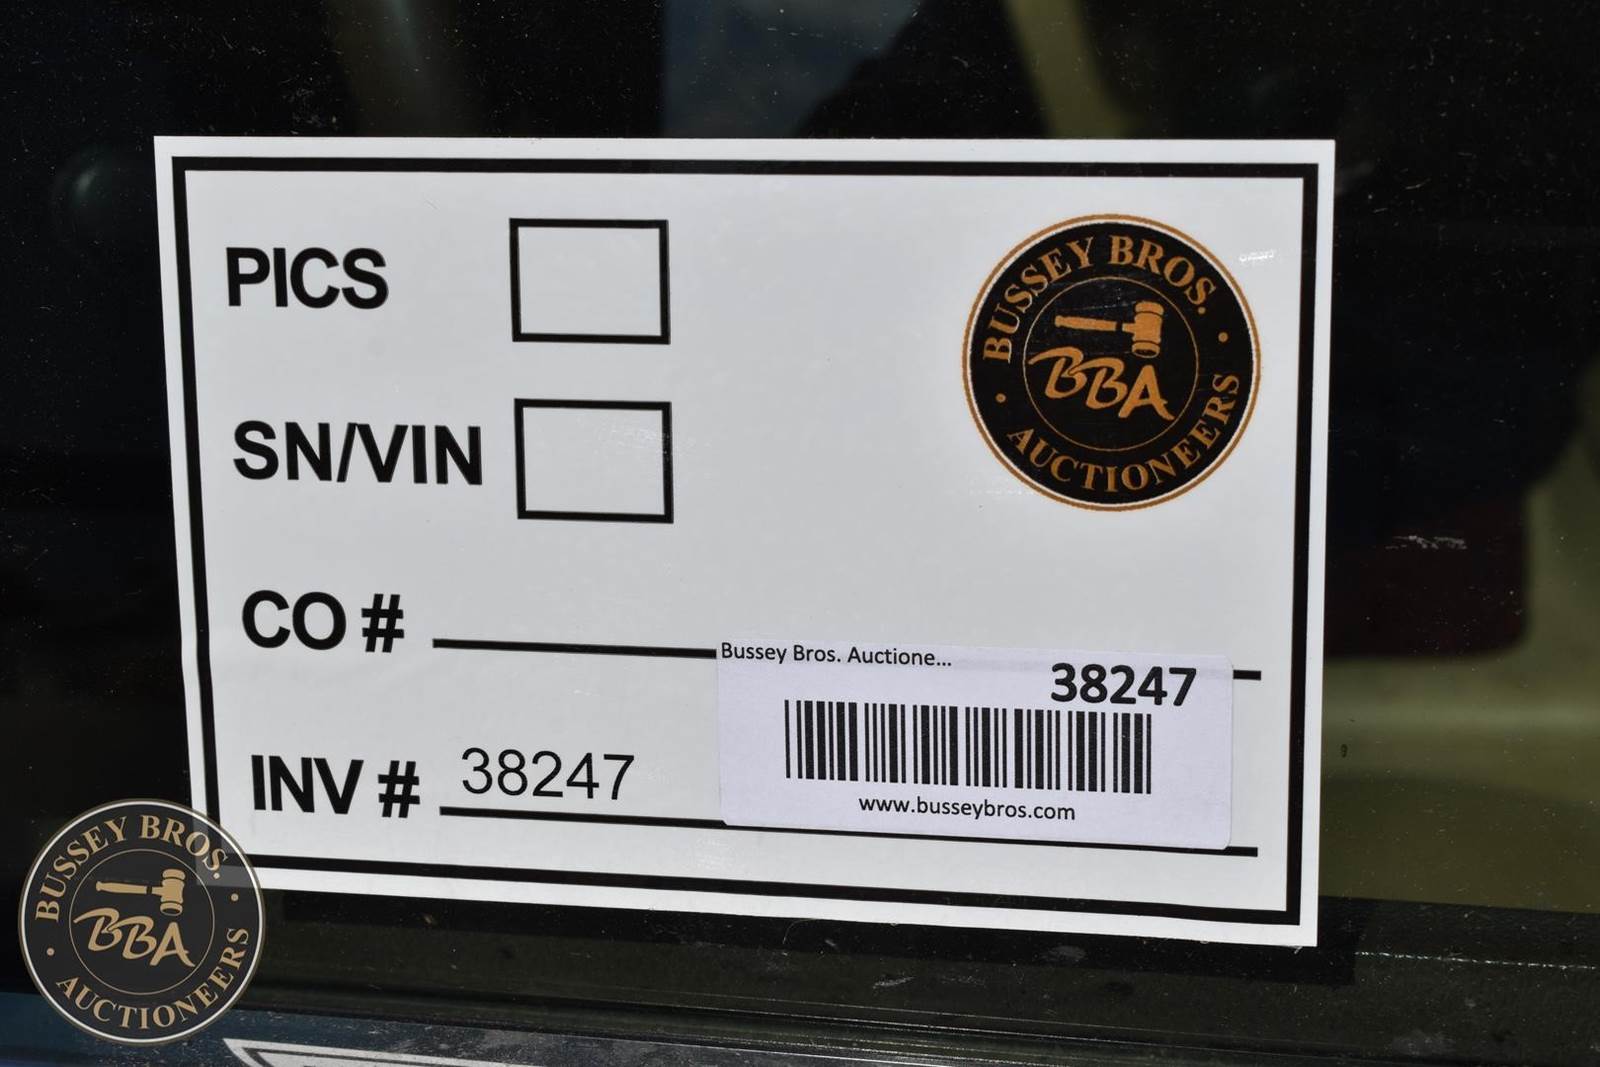 PICS
BUSSEY BROS.
BBA
AUCTIONEERS
SN/VIN
CO #
Bussey Bros. Auctione...
38247
INV # 38247
www.busseybros.com
BUSSEY BROS.
BBA
AUCTIONEERS